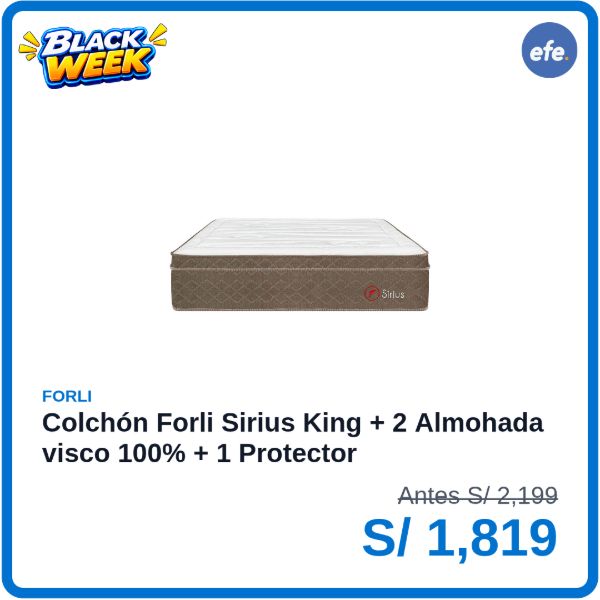 BLACK
WEEK
efe.
Sirius
FORLI
Colchón Forli Sirius King + 2 Almohada
visco 100% + 1 Protector
Antes S/ 2,199
S/ 1,819